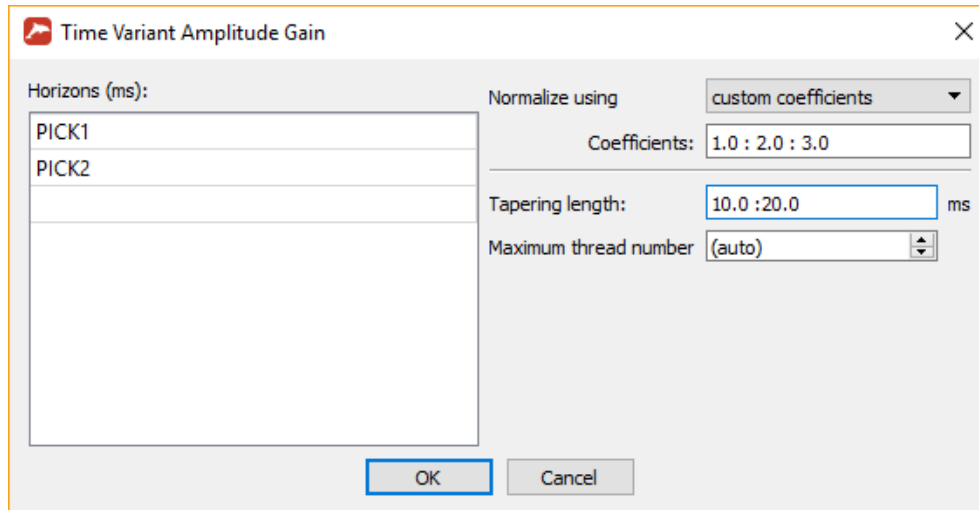 Time Variant Amplitude Gain
Horizons (ms):
PICK1
PICK2
Normalize using custom coefficients
Coefficients: 1.0 : 2.0 : 3.0
Tapering length: 10.0 :20.0 ms
Maximum thread number (auto)
OK Cancel